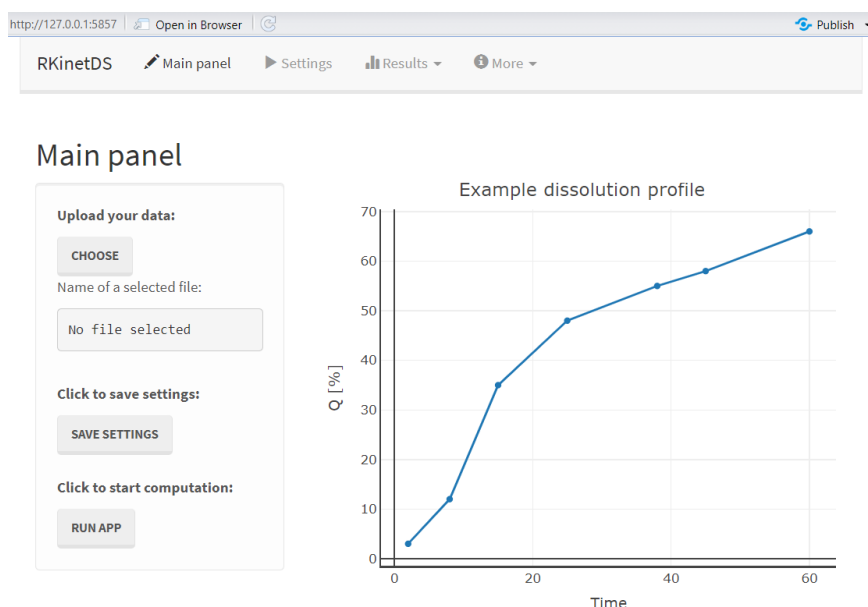 http://127.0.0.1:5857 Open in Browser Publish
RKinetDS Main panel Settings Results More
Main panel
Upload your data:
CHOOSE
Name of a selected file:
No file selected
Click to save settings:
SAVE SETTINGS
Click to start computation:
RUN APP
Example dissolution profile
70
60
50
40
30
20
10
0
Q [%]
0 20 40 60
Time